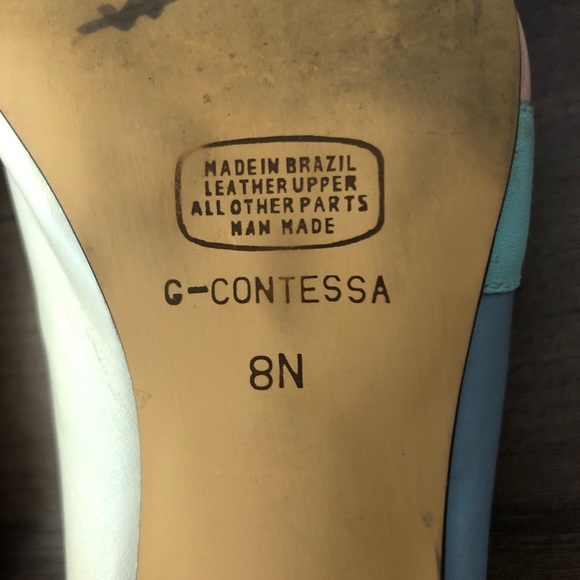 MADE IN BRAZIL
LEATHER UPPER
ALL OTHER PARTS
MAN MADE
G-CONTESSA
8N